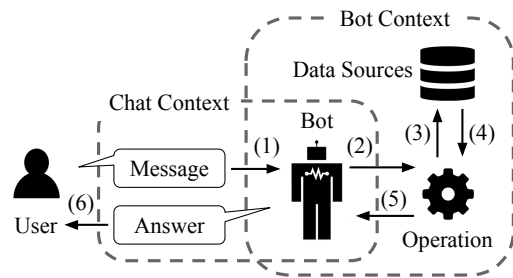 Bot Context
Data Sources
Chat Context
Bot
(3) (4)
Message (1) (2)
(6) Answer (5)
User
Operation